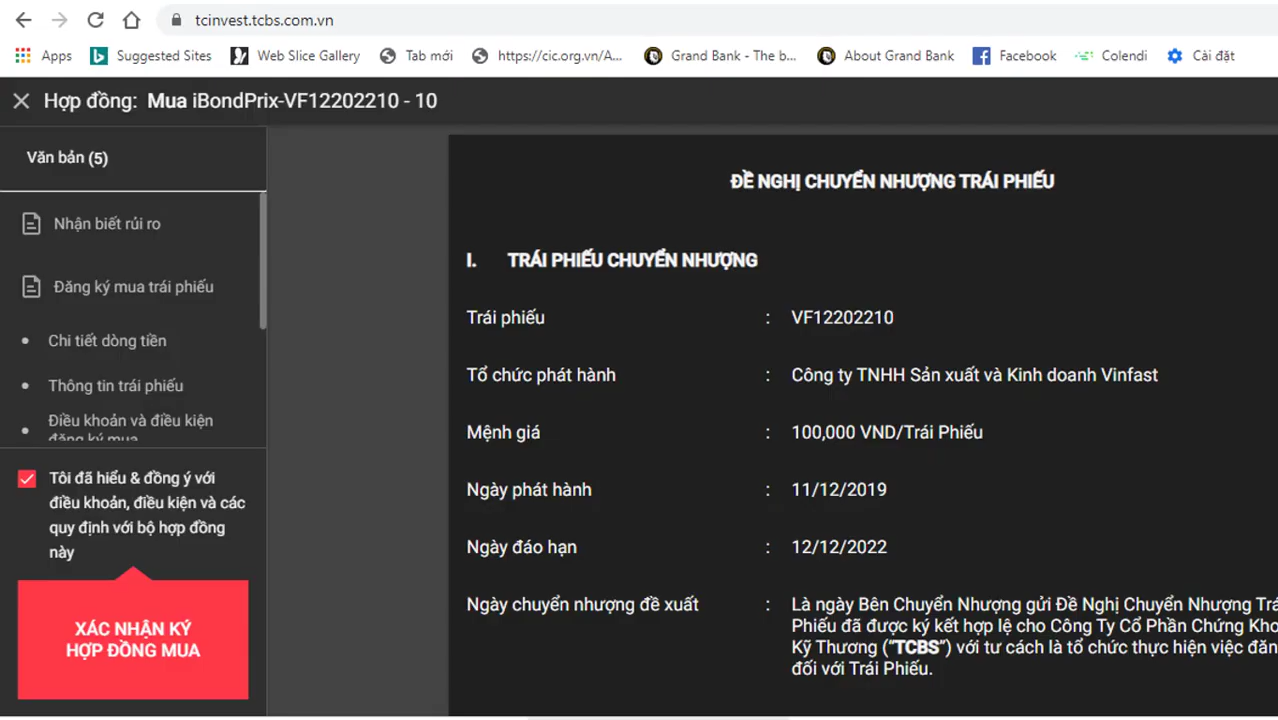 tcinvest.tcbs.com.vn
Apps Suggested Sites Web Slice Gallery Tab mới https://cic.org.vn/A... Grand Bank - The b... About Grand Bank Facebook Colendi Cài đặt
Hợp đồng: Mua iBondPrix-VF12202210 - 10
Văn bản (5)
Nhận biết rủi ro
Đăng ký mua trái phiếu
Chi tiết dòng tiền
Thông tin trái phiếu
Điều khoản và điều kiện
đăng ký mua
Tôi đã hiểu & đồng ý với
điều khoản, điều kiện và các
quy định với bộ hợp đồng
này
XÁC NHẬN KÝ
HỢP ĐỒNG MUA
ĐỀ NGHỊ CHUYỂN NHƯỢNG TRÁI PHIẾU
I. TRÁI PHIẾU CHUYỂN NHƯỢNG
Trái phiếu : VF12202210
Tổ chức phát hành : Công ty TNHH Sản xuất và Kinh doanh Vinfast
Mệnh giá : 100,000 VND/Trái Phiếu
Ngày phát hành : 11/12/2019
Ngày đáo hạn : 12/12/2022
Ngày chuyển nhượng đề xuất : Là ngày Bên Chuyển Nhượng gửi Đề Nghị Chuyển Nhượng Trá
Phiếu đã được ký kết hợp lệ cho Công Ty Cổ Phần Chứng Kho
Kỹ Thương ("TCBS") với tư cách là tổ chức thực hiện việc đăn
đối với Trái Phiếu.